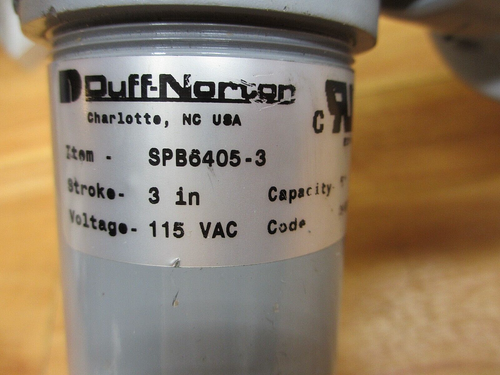 Duff-Norton
Charlotte, NC USA
Item - SPB6405-3
Stroke- 3 in Capacity
Voltage- 115 VAC Code